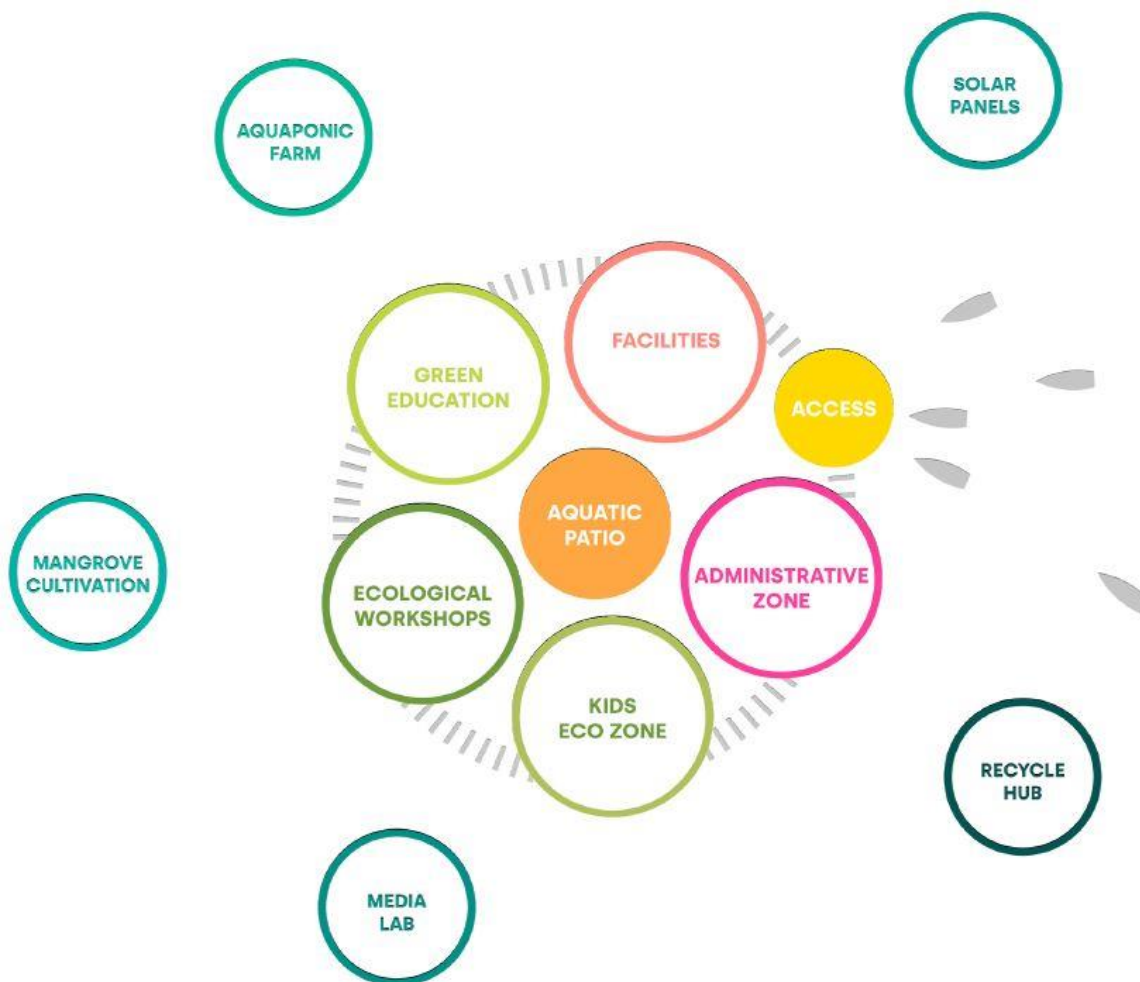 SOLAR
PANELS
AQUAPONIC
FARM
FACILITIES
GREEN
EDUCATION
ACCESS
AQUATIC
PATIO
MANGROVE
CULTIVATION
ECOLOGICAL
WORKSHOPS
ADMINISTRATIVE
ZONE
KIDS
ECO ZONE
RECYCLE
HUB
MEDIA
LAB